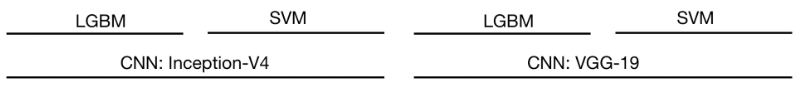 LGBM SVM LGBM SVM
CNN: Inception-V4 CNN: VGG-19